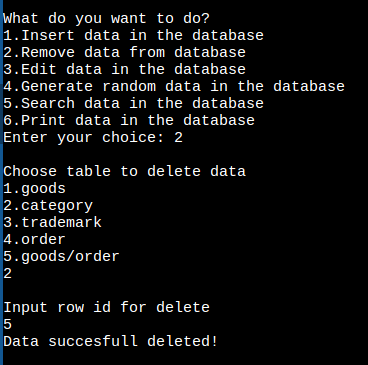 What do you want to do?
1.Insert data in the database
2.Remove data from database
3.Edit data in the database
4.Generate random data in the database
5.Search data in the database
6.Print data in the database
Enter your choice: 2
Choose table to delete data
1.goods
2.category
3.trademark
4.order
5.goods/order
2
Input row id for delete
5
Data succesfull deleted!